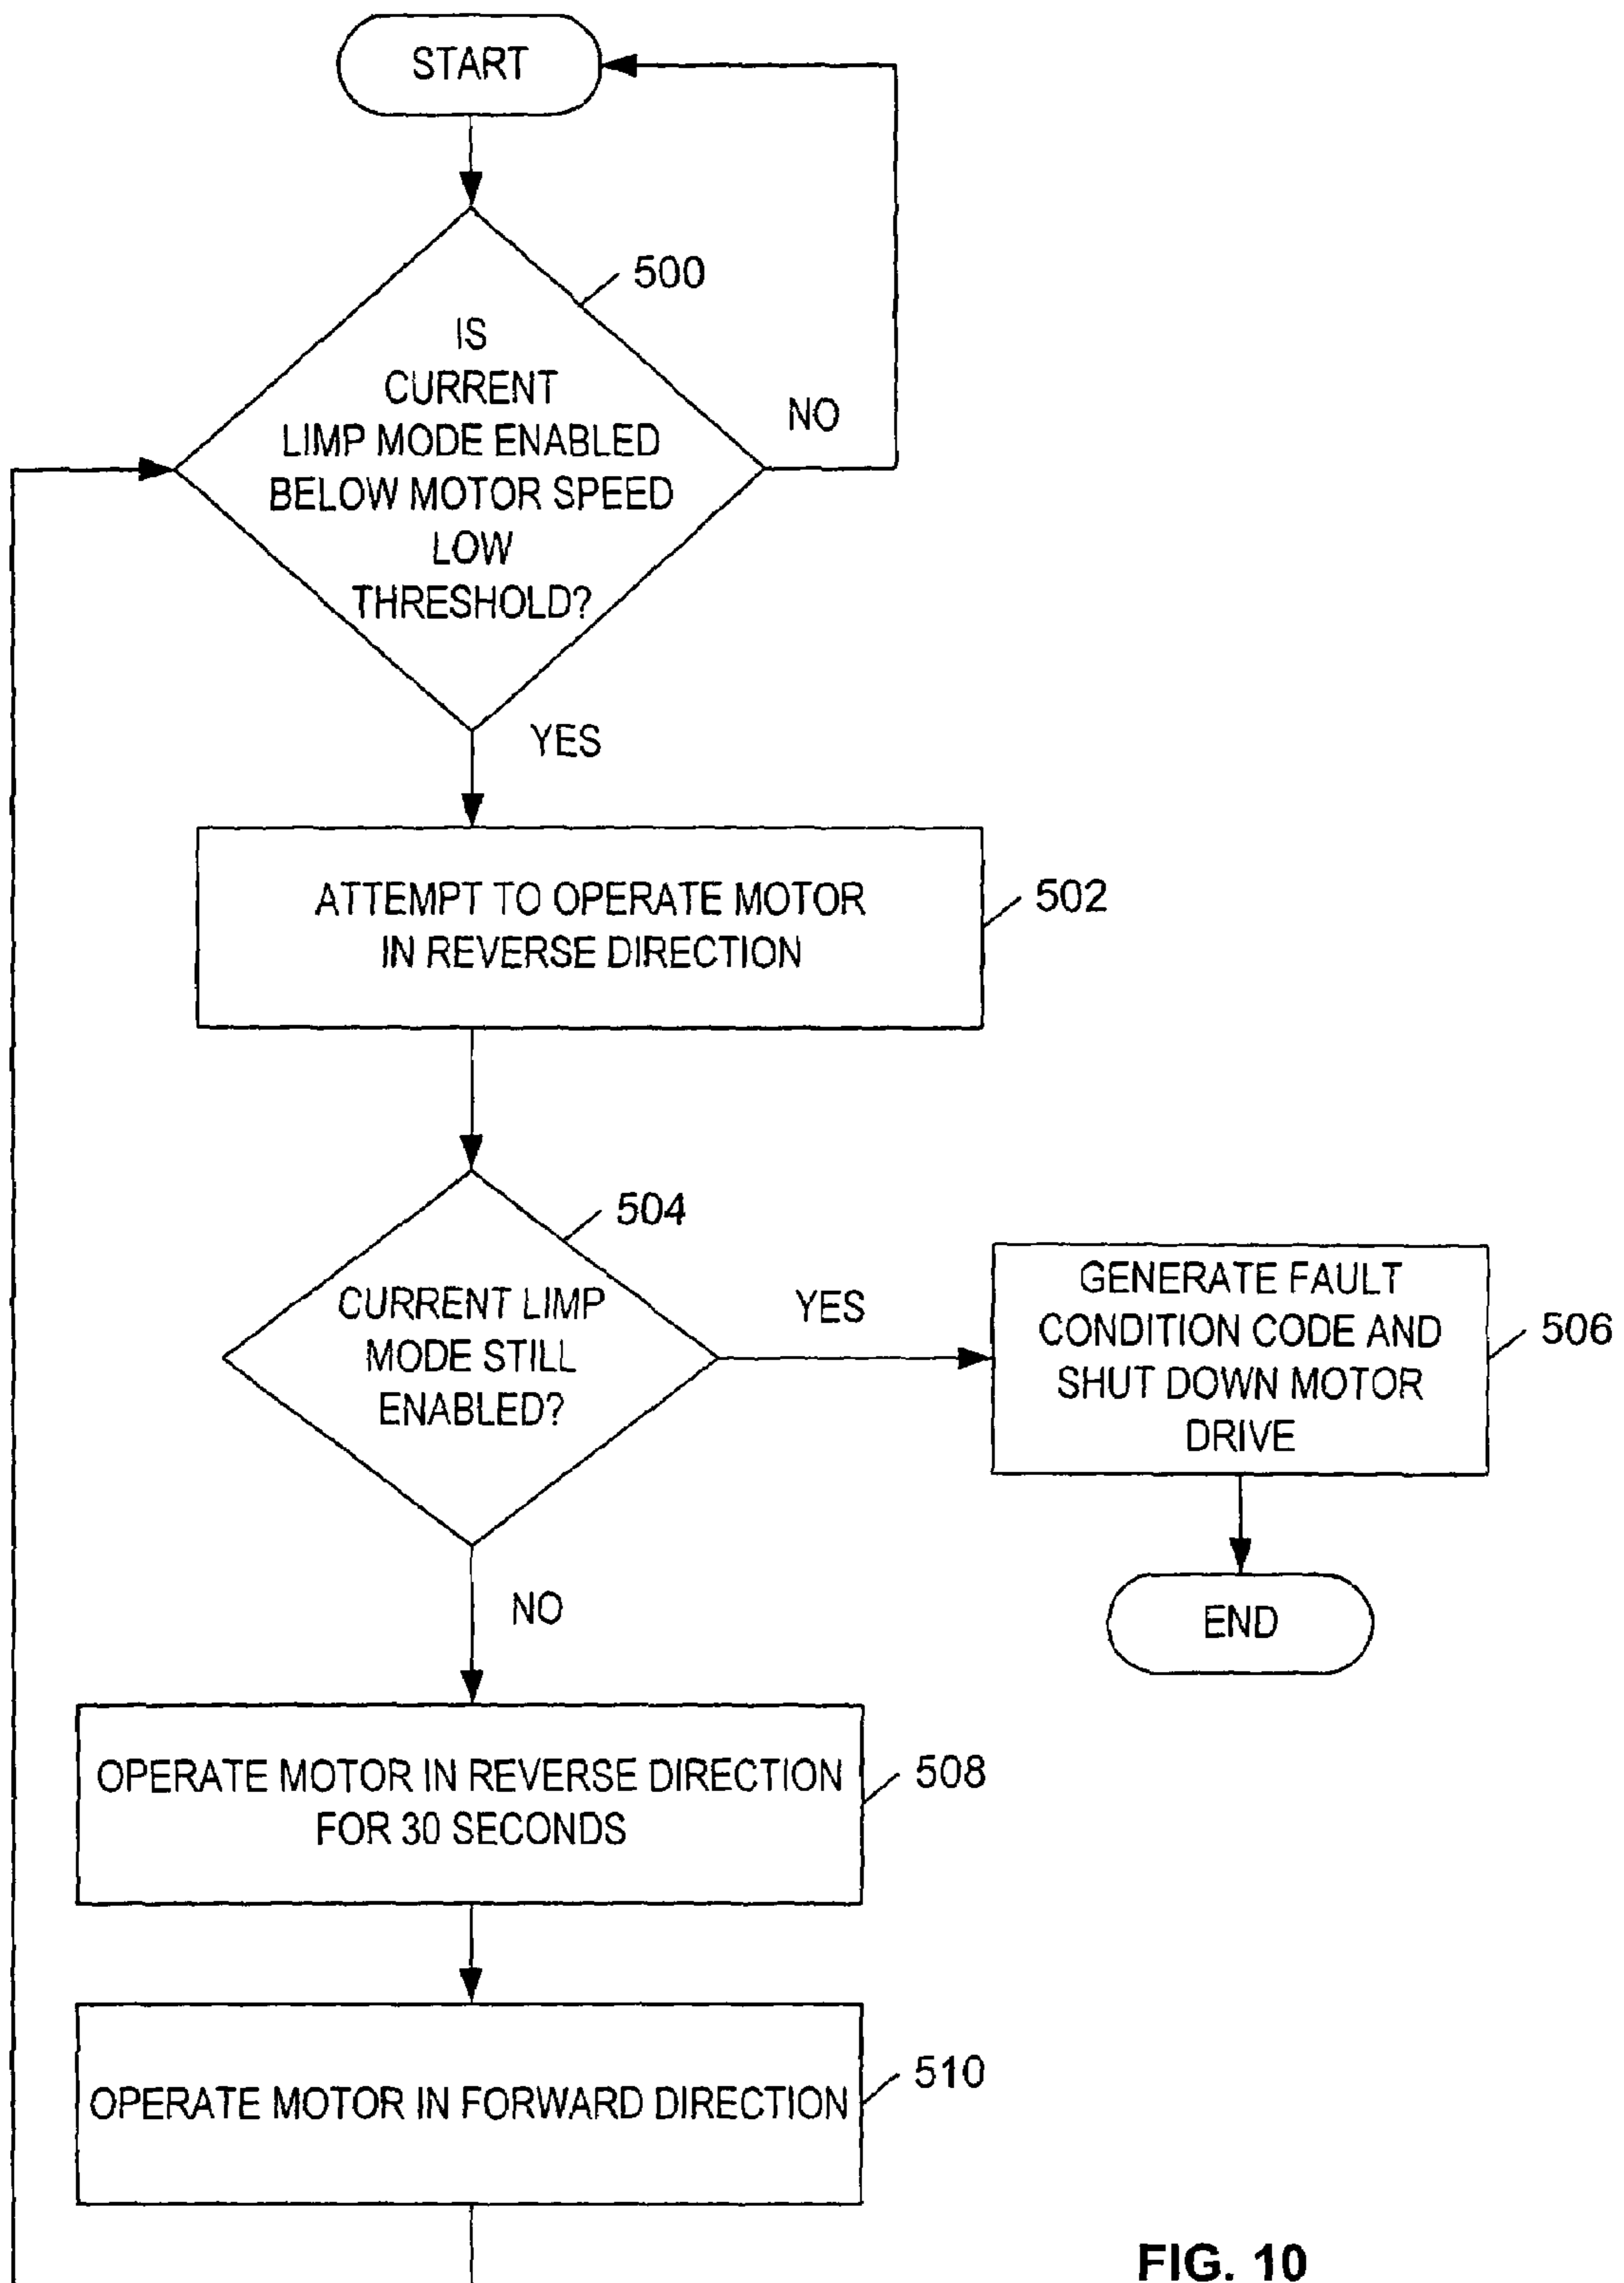 START
500
IS
CURRENT
LIMP MODE ENABLED
BELOW MOTOR SPEED
LOW
THRESHOLD?
NO
YES
ATTEMPT TO OPERATE MOTOR
IN REVERSE DIRECTION
502
504
CURRENT LIMP
MODE STILL
ENABLED?
YES
GENERATE FAULT
CONDITION CODE AND
SHUT DOWN MOTOR
DRIVE
506
END
NO
OPERATE MOTOR IN REVERSE DIRECTION
FOR 30 SECONDS
508
OPERATE MOTOR IN FORWARD DIRECTION
510
FIG. 10